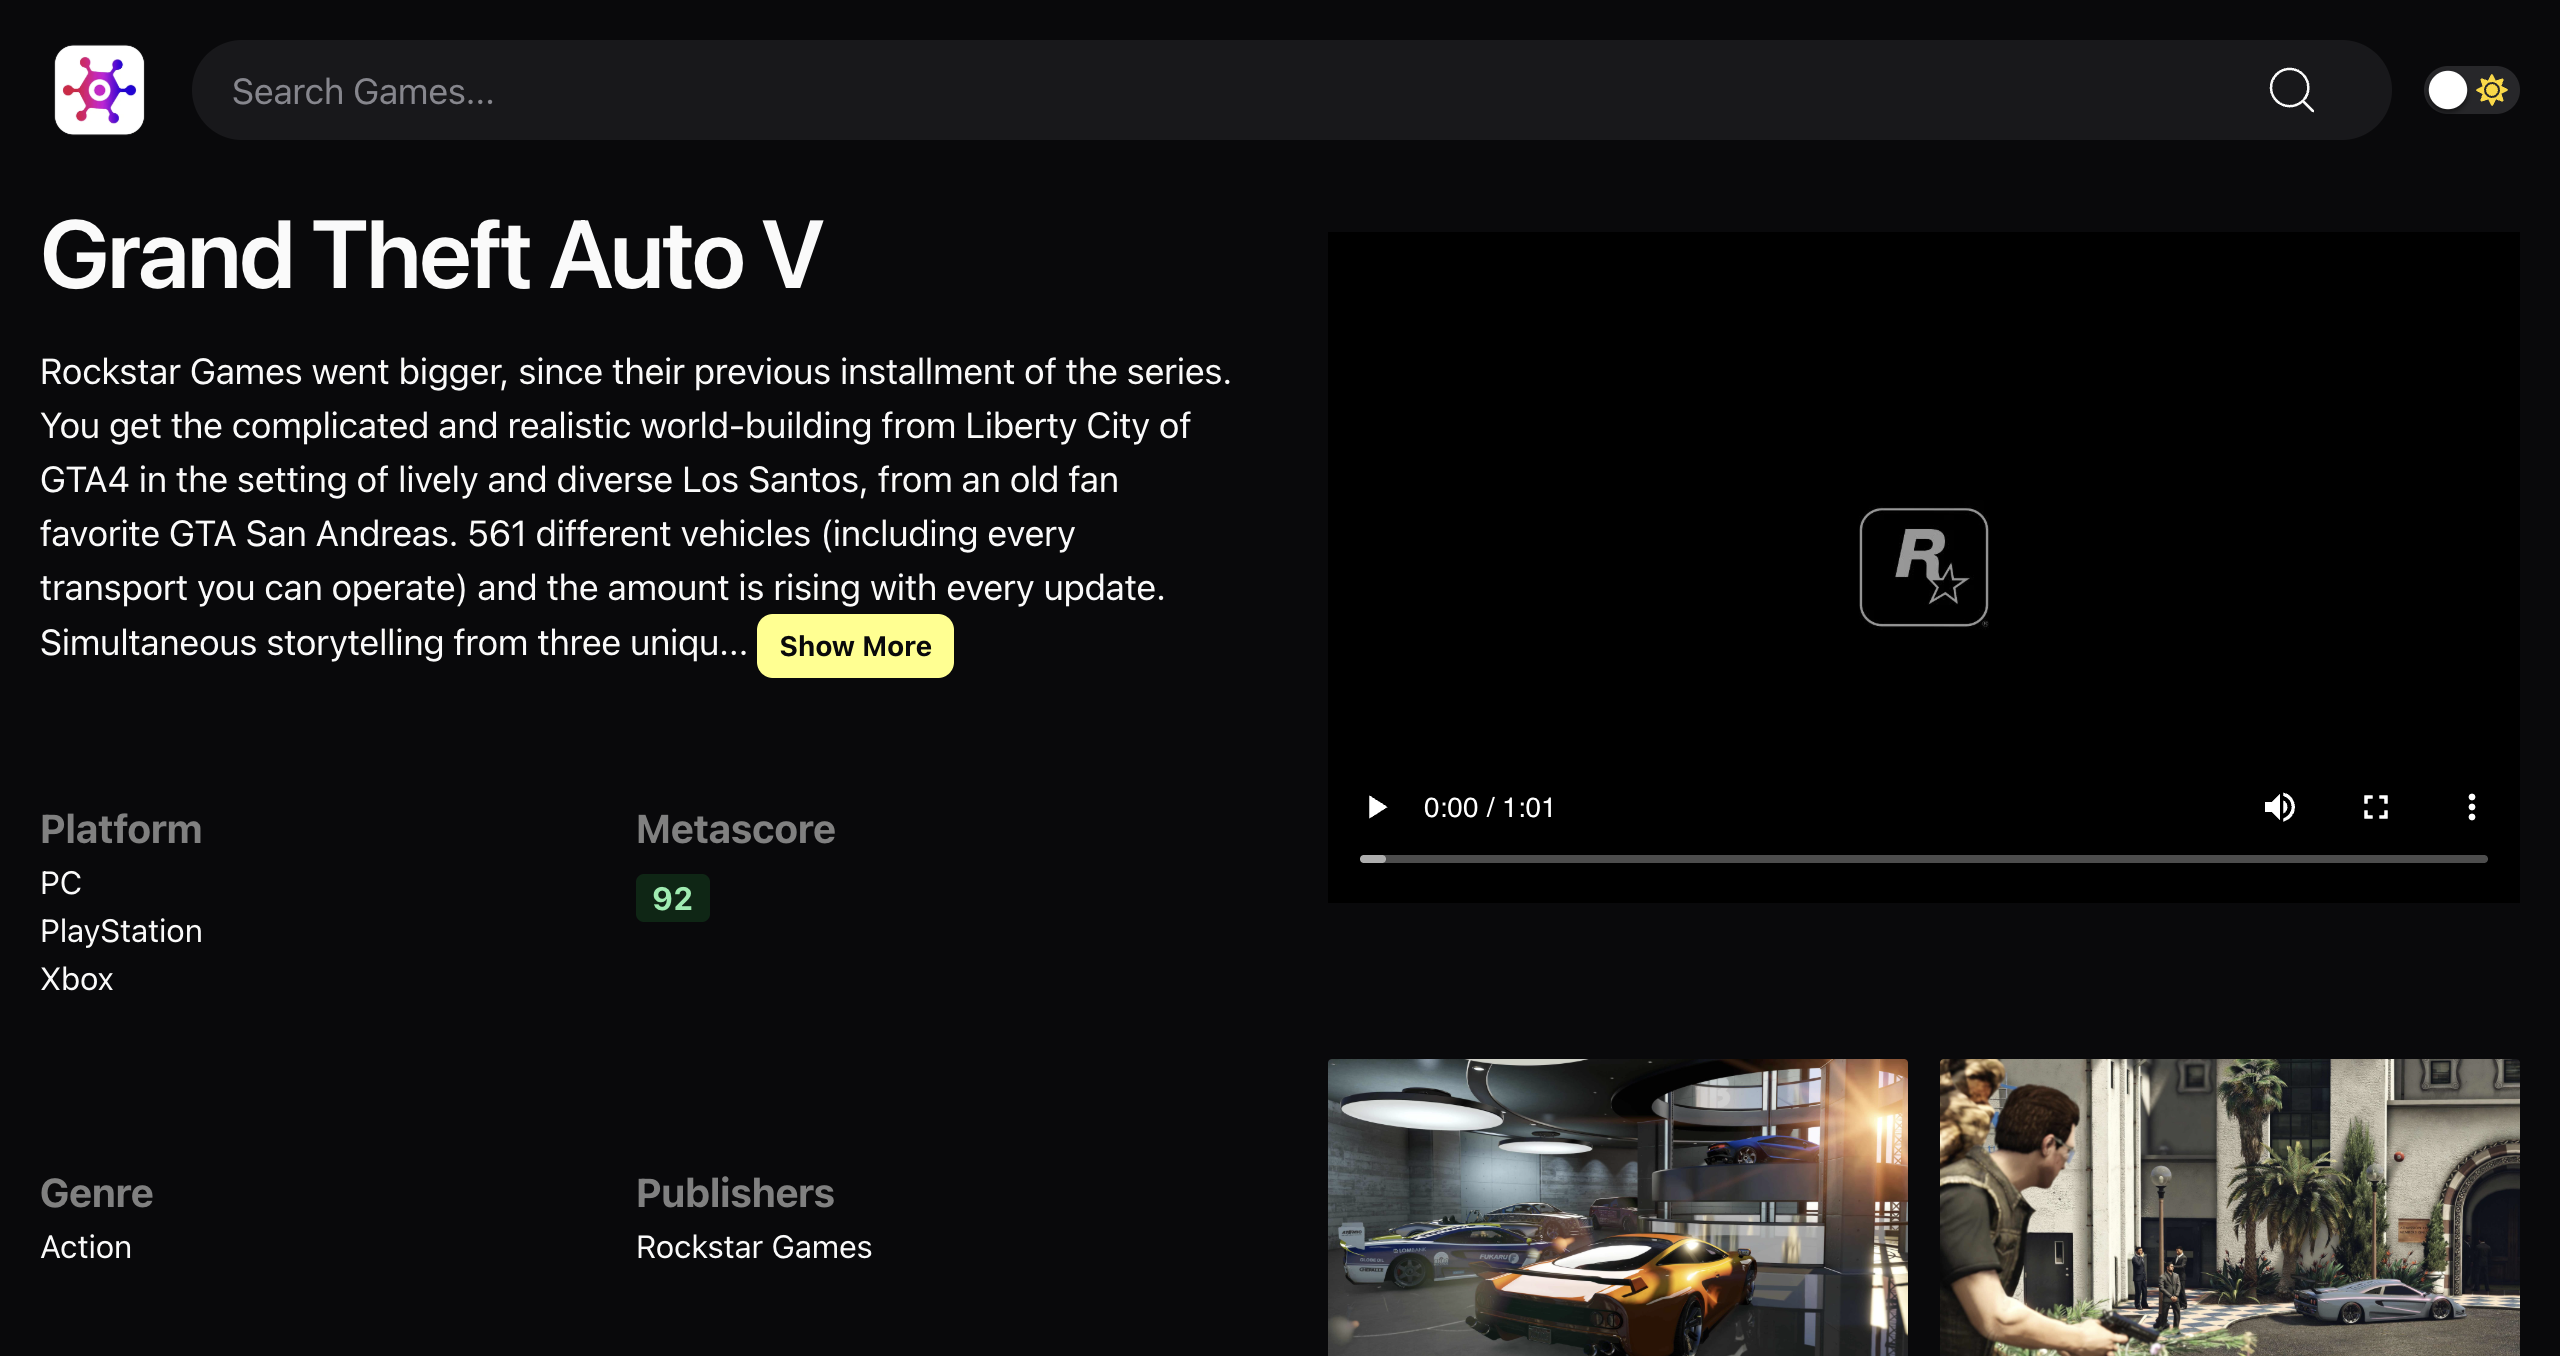 Search Games...
Grand Theft Auto V
Rockstar Games went bigger, since their previous installment of the series.
You get the complicated and realistic world-building from Liberty City of
GTA4 in the setting of lively and diverse Los Santos, from an old fan
favorite GTA San Andreas. 561 different vehicles (including every
transport you can operate) and the amount is rising with every update.
Simultaneous storytelling from three uniqu...
Show More
R
0:00 / 1:01
Platform
PC
PlayStation
Xbox
Metascore
92
Genre
Action
Publishers
Rockstar Games
FUKARU